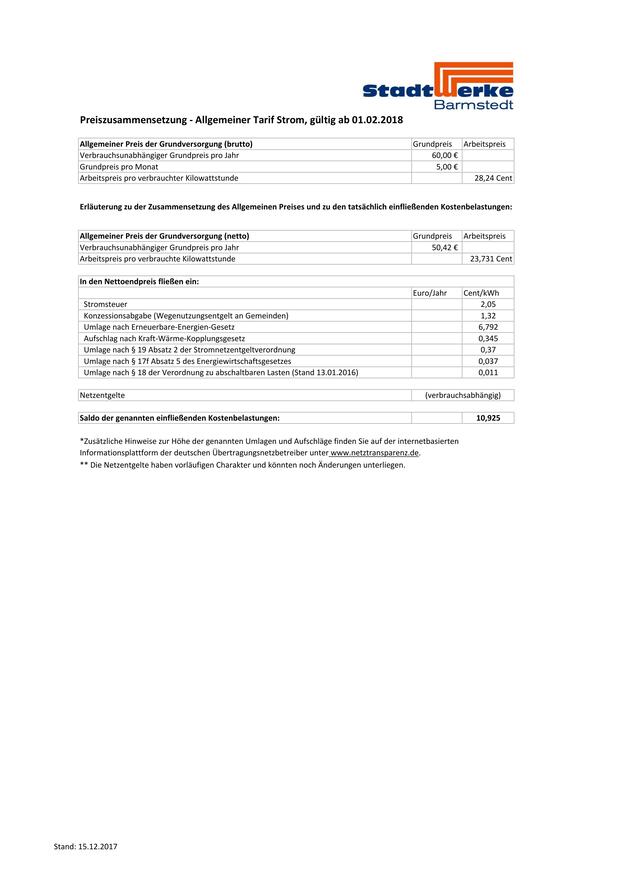 StadtWerke
Barmstedt
Preiszusammensetzung - Allgemeiner Tarif Strom, gültig ab 01.02.2018
Allgemeiner Preis der Grundversorgung (brutto) Grundpreis Arbeitspreis
Verbrauchsunabhängiger Grundpreis pro Jahr 60,00 €
Grundpreis pro Monat 5,00 €
Arbeitspreis pro verbrauchter Kilowattstunde 28,24 Cent
Erläuterung zu der Zusammensetzung des Allgemeinen Preises und zu den tatsächlich einfließenden Kostenbelastungen:
Allgemeiner Preis der Grundversorgung (netto) Grundpreis Arbeitspreis
Verbrauchsunabhängiger Grundpreis pro Jahr 50,42 €
Arbeitspreis pro verbrauchte Kilowattstunde 23,731 Cent
In den Nettoendpreis fließen ein:
Euro/Jahr Cent/kWh
Stromsteuer 2,05
Konzessionsabgabe (Wegenutzungsentgelt an Gemeinden) 1,32
Umlage nach Erneuerbare-Energien-Gesetz 6,792
Aufschlag nach Kraft-Wärme-Kopplungsgesetz 0,345
Umlage nach § 19 Absatz 2 der Stromnetzentgeltverordnung 0,37
Umlage nach § 17f Absatz 5 des Energiewirtschaftsgesetzes 0,037
Umlage nach § 18 der Verordnung zu abschaltbaren Lasten (Stand 13.01.2016) 0,011
Netzentgelte (verbrauchsabhängig)
Saldo der genannten einfließenden Kostenbelastungen: 10,925
*Zusätzliche Hinweise zur Höhe der genannten Umlagen und Aufschläge finden Sie auf der internetbasierten
Informationsplattform der deutschen Übertragungsnetzbetreiber unter www.netztransparenz.de.
** Die Netzentgelte haben vorläufigen Charakter und könnten noch Änderungen unterliegen.
Stand: 15.12.2017